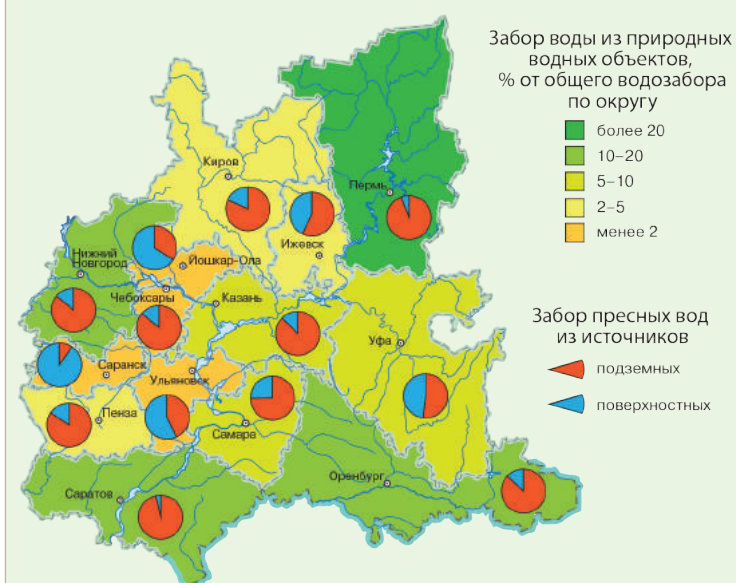 Забор воды из природных
водных объектов,
% от общего водозабора
по округу
более 20
10–20
5–10
2–5
менее 2
Забор пресных вод
из источников
подземных
поверхностных
Киров
Пермь
Ижевск
Нижний
Новгород
Йошкар-Ола
Чебоксары
Казань
Уфа
Саранск
Ульяновск
Пенза
Самара
Оренбург
Саратов